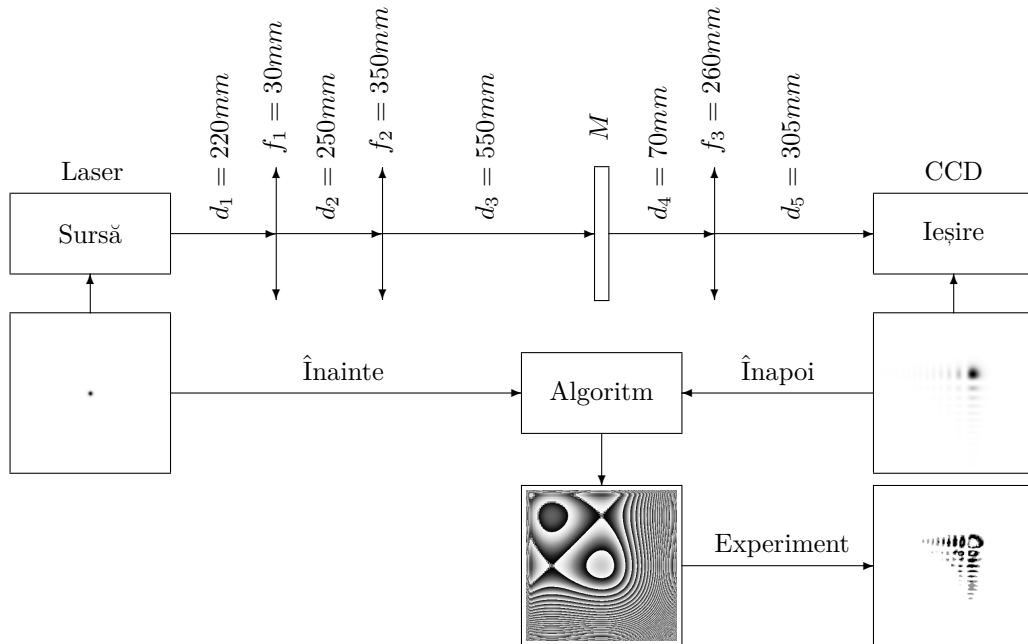 d₁ = 220mm
f₁ = 30mm
d₂ = 250mm
f₂ = 350mm
d₃ = 550mm
M
d₄ = 70mm
f₃ = 260mm
d₅ = 305mm
Laser
CCD
Sursă
Ieșire
Înainte
Algoritm
Înapoi
Experiment